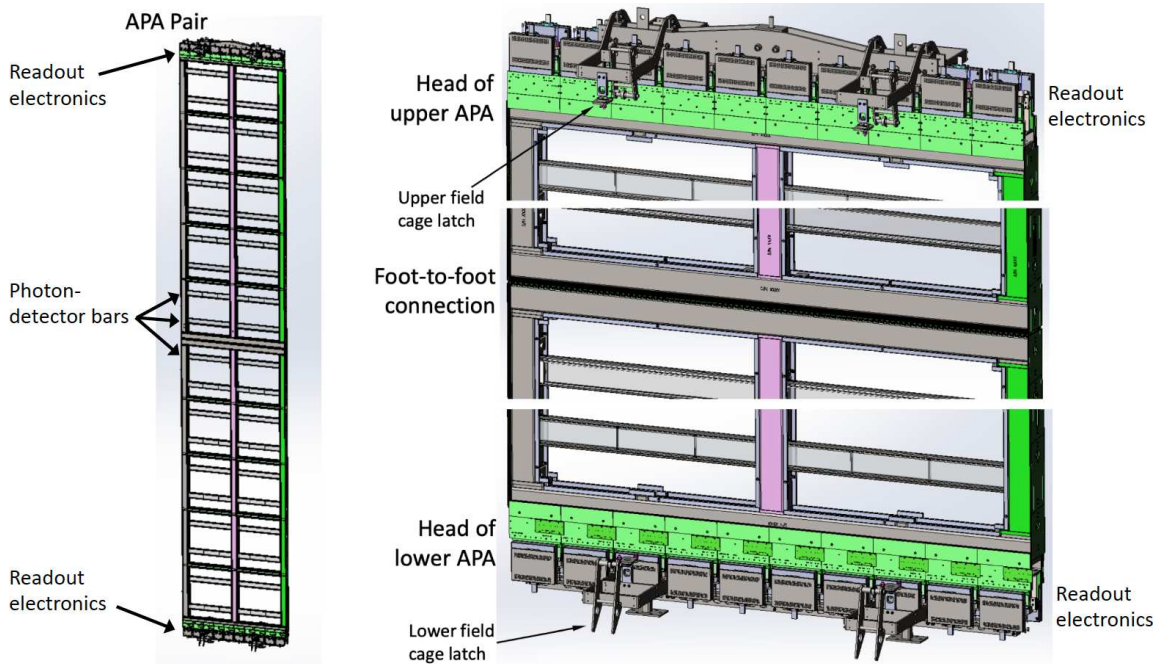 APA Pair
Readout
electronics
Photon-
detector bars
Readout
electronics
Head of
upper APA
Readout
electronics
Upper field
cage latch
Foot-to-foot
connection
Head of
lower APA
Lower field
cage latch
Readout
electronics